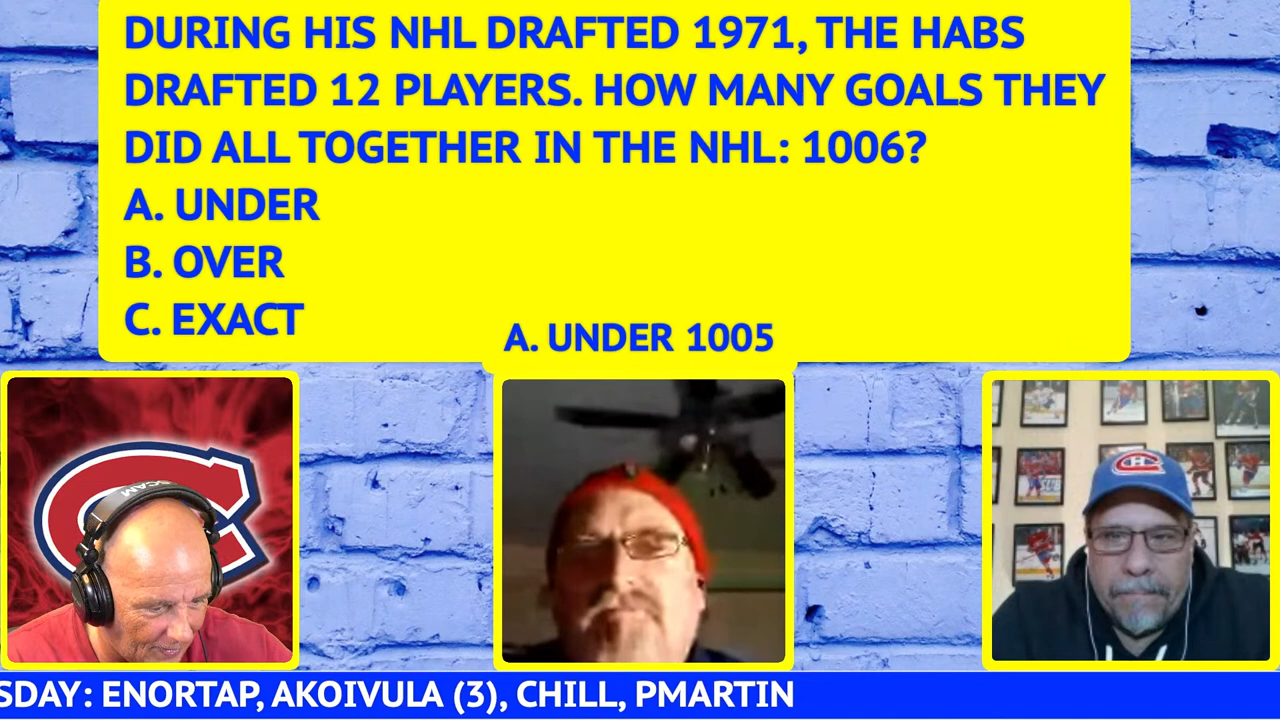 DURING HIS NHL DRAFTED 1971, THE HABS
DRAFTED 12 PLAYERS. HOW MANY GOALS THEY
DID ALL TOGETHER IN THE NHL: 1006?
A. UNDER
B. OVER
C. EXACT
A. UNDER 1005
SDAY: ENORTAP, AKOIVULA (3), CHILL, PMARTIN